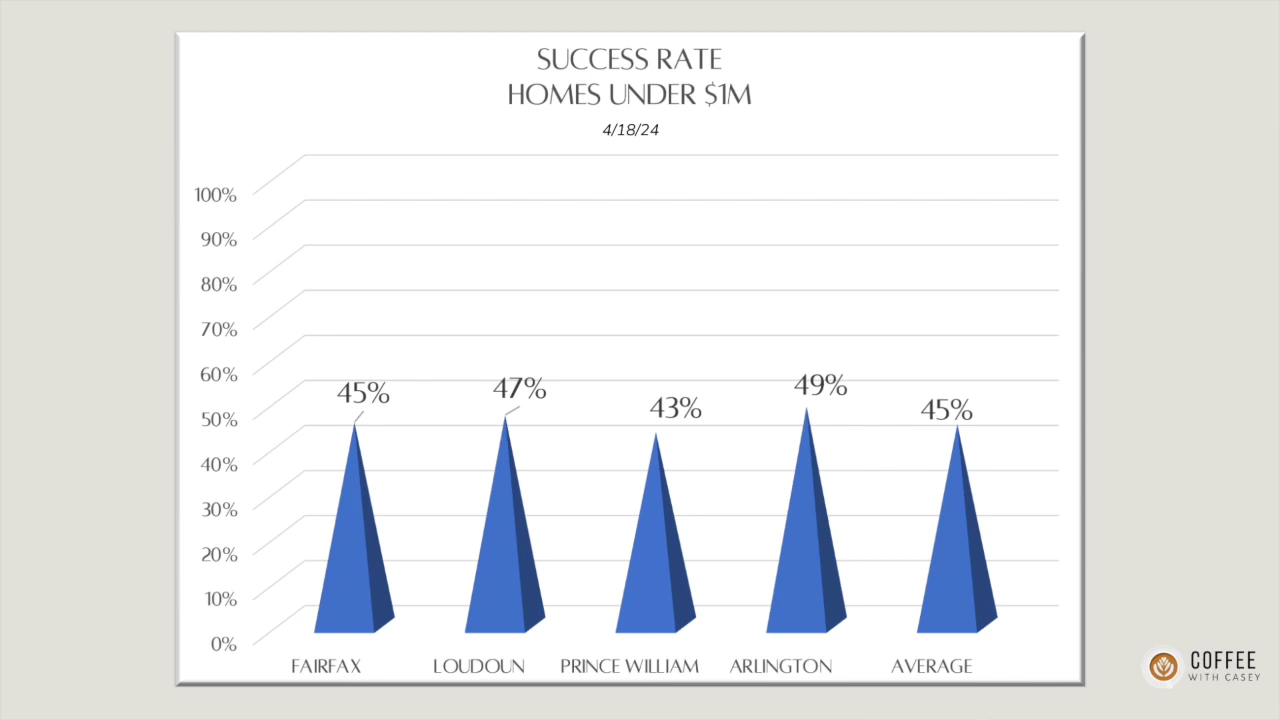 SUCCESS RATE
HOMES UNDER $1M
4/18/24
100%
90%
80%
70%
60%
50%
40%
30%
20%
10%
0%
45%
47%
43%
49%
45%
FAIRFAX
LOUDOUN
PRINCE WILLIAM
ARLINGTON
AVERAGE
COFFEE
WITH CASEY